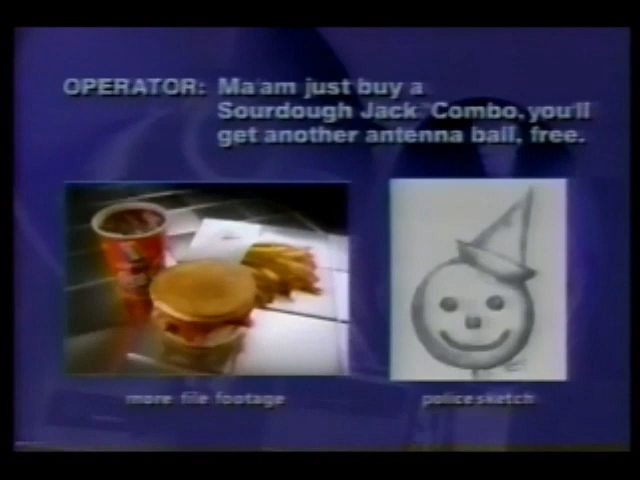 OPERATOR: Ma'am just buy a
Sourdough Jack Combo, you'll
get another antenna ball, free.
more file footage
police sketch